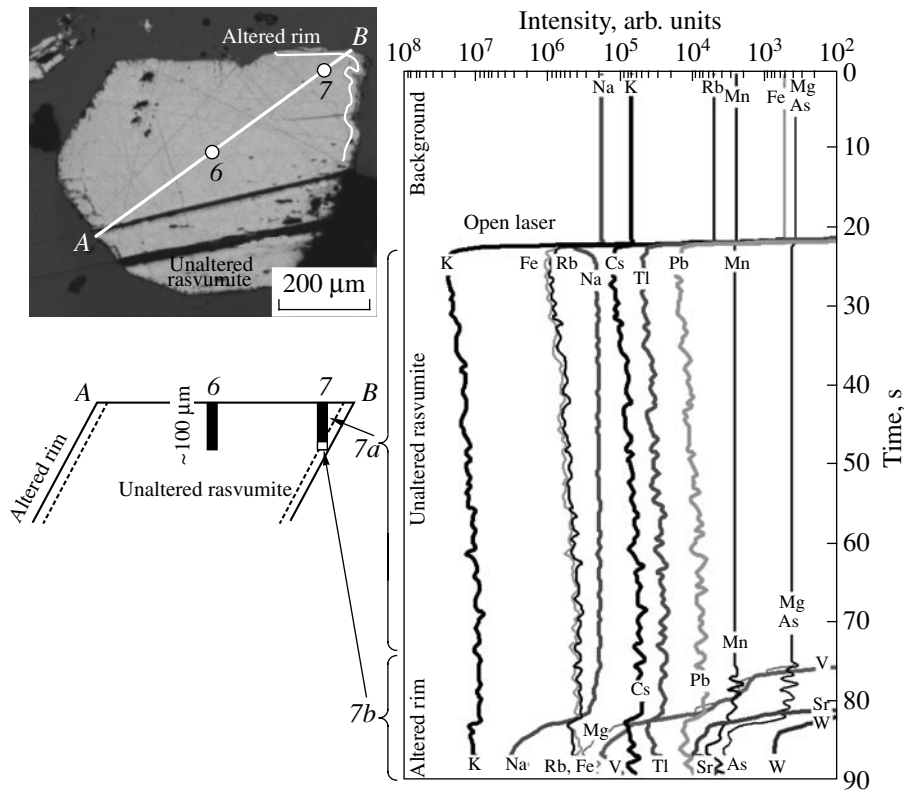 Altered rim
B
7
6
A
Unaltered
rasvumite
200 µm
A 6 7 B
~100 µm
Altered rim
Unaltered rasvumite
7a
7b
Intensity, arb. units
10^8 10^7 10^6 10^5 10^4 10^3 10^2
Na K Rb Mn Fe Mg
As
Background
Open laser
K Fe Rb Na Cs Tl Pb Mn
Unaltered rasvumite
Mg
As
Mn
V
Pb
Cs
Sr
Mg
W
Altered rim
K Na Rb, Fe V Tl Sr As W
0
10
20
30
40
50
60
70
80
90
Time, s